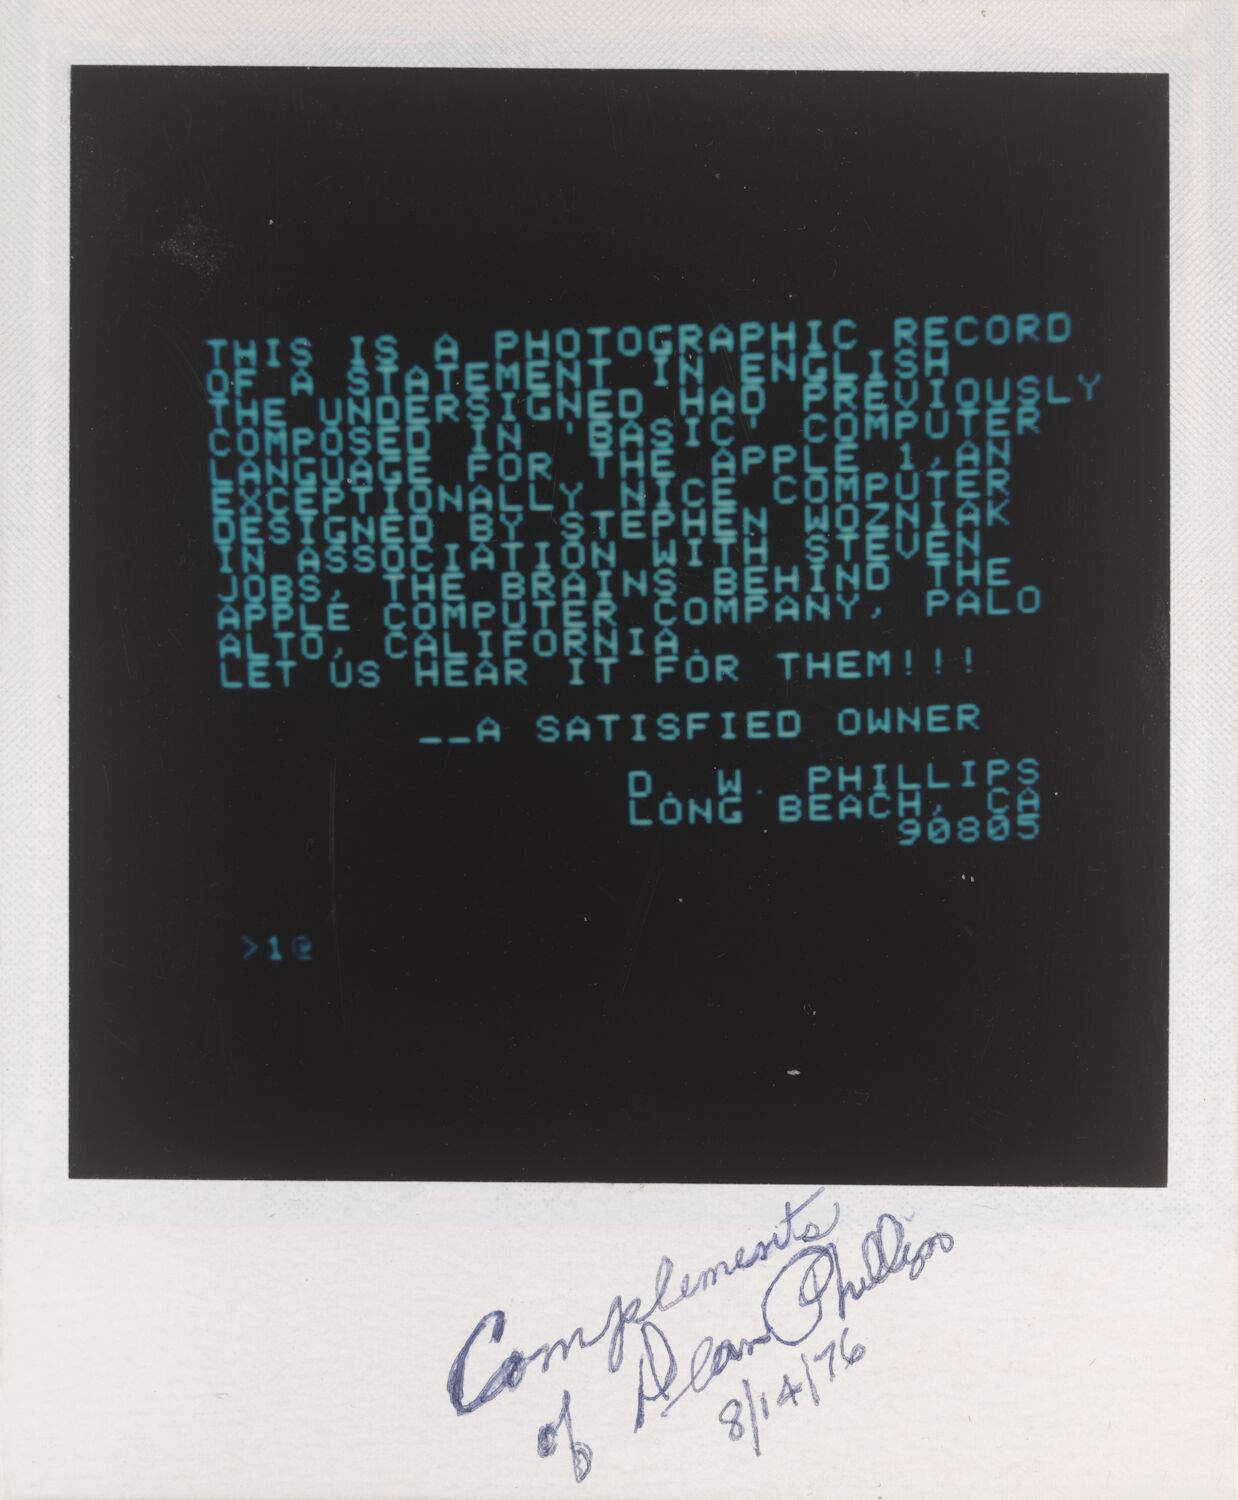 THIS IS A PHOTOGRAPHIC RECORD
OF A STATEMENT IN ENGLISH
THE UNDERSIGNED HAD PREVIOUSLY
COMPOSED IN 'BASIC' COMPUTER
LANGUAGE FOR THE APPLE 1,AN
EXCEPTIONALLY NICE COMPUTER
DESIGNED BY STEPHEN WOZNIAK
IN ASSOCIATION WITH STEVEN
JOBS, THE BRAINS BEHIND THE
APPLE COMPUTER COMPANY, PALO
ALTO, CALIFORNIA.
LET US HEAR IT FOR THEM!!!
__A SATISFIED OWNER
D. W. PHILLIPS
LONG BEACH, CA
90805
>1@
Complements
of Dean Phillips
8/14/76